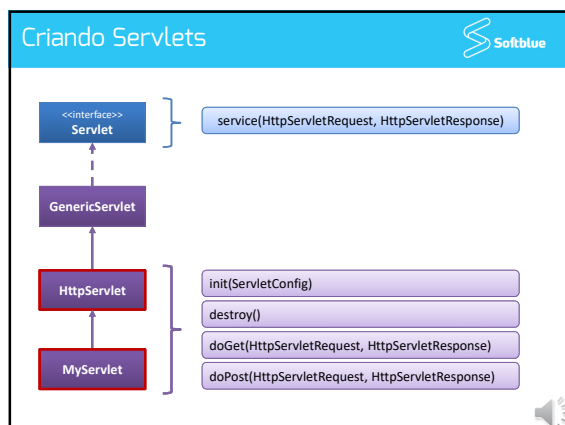 Criando Servlets
Softblue
<<interface>>
Servlet
service(HttpServletRequest, HttpServletResponse)
GenericServlet
HttpServlet
init(ServletConfig)
destroy()
doGet(HttpServletRequest, HttpServletResponse)
MyServlet
doPost(HttpServletRequest, HttpServletResponse)